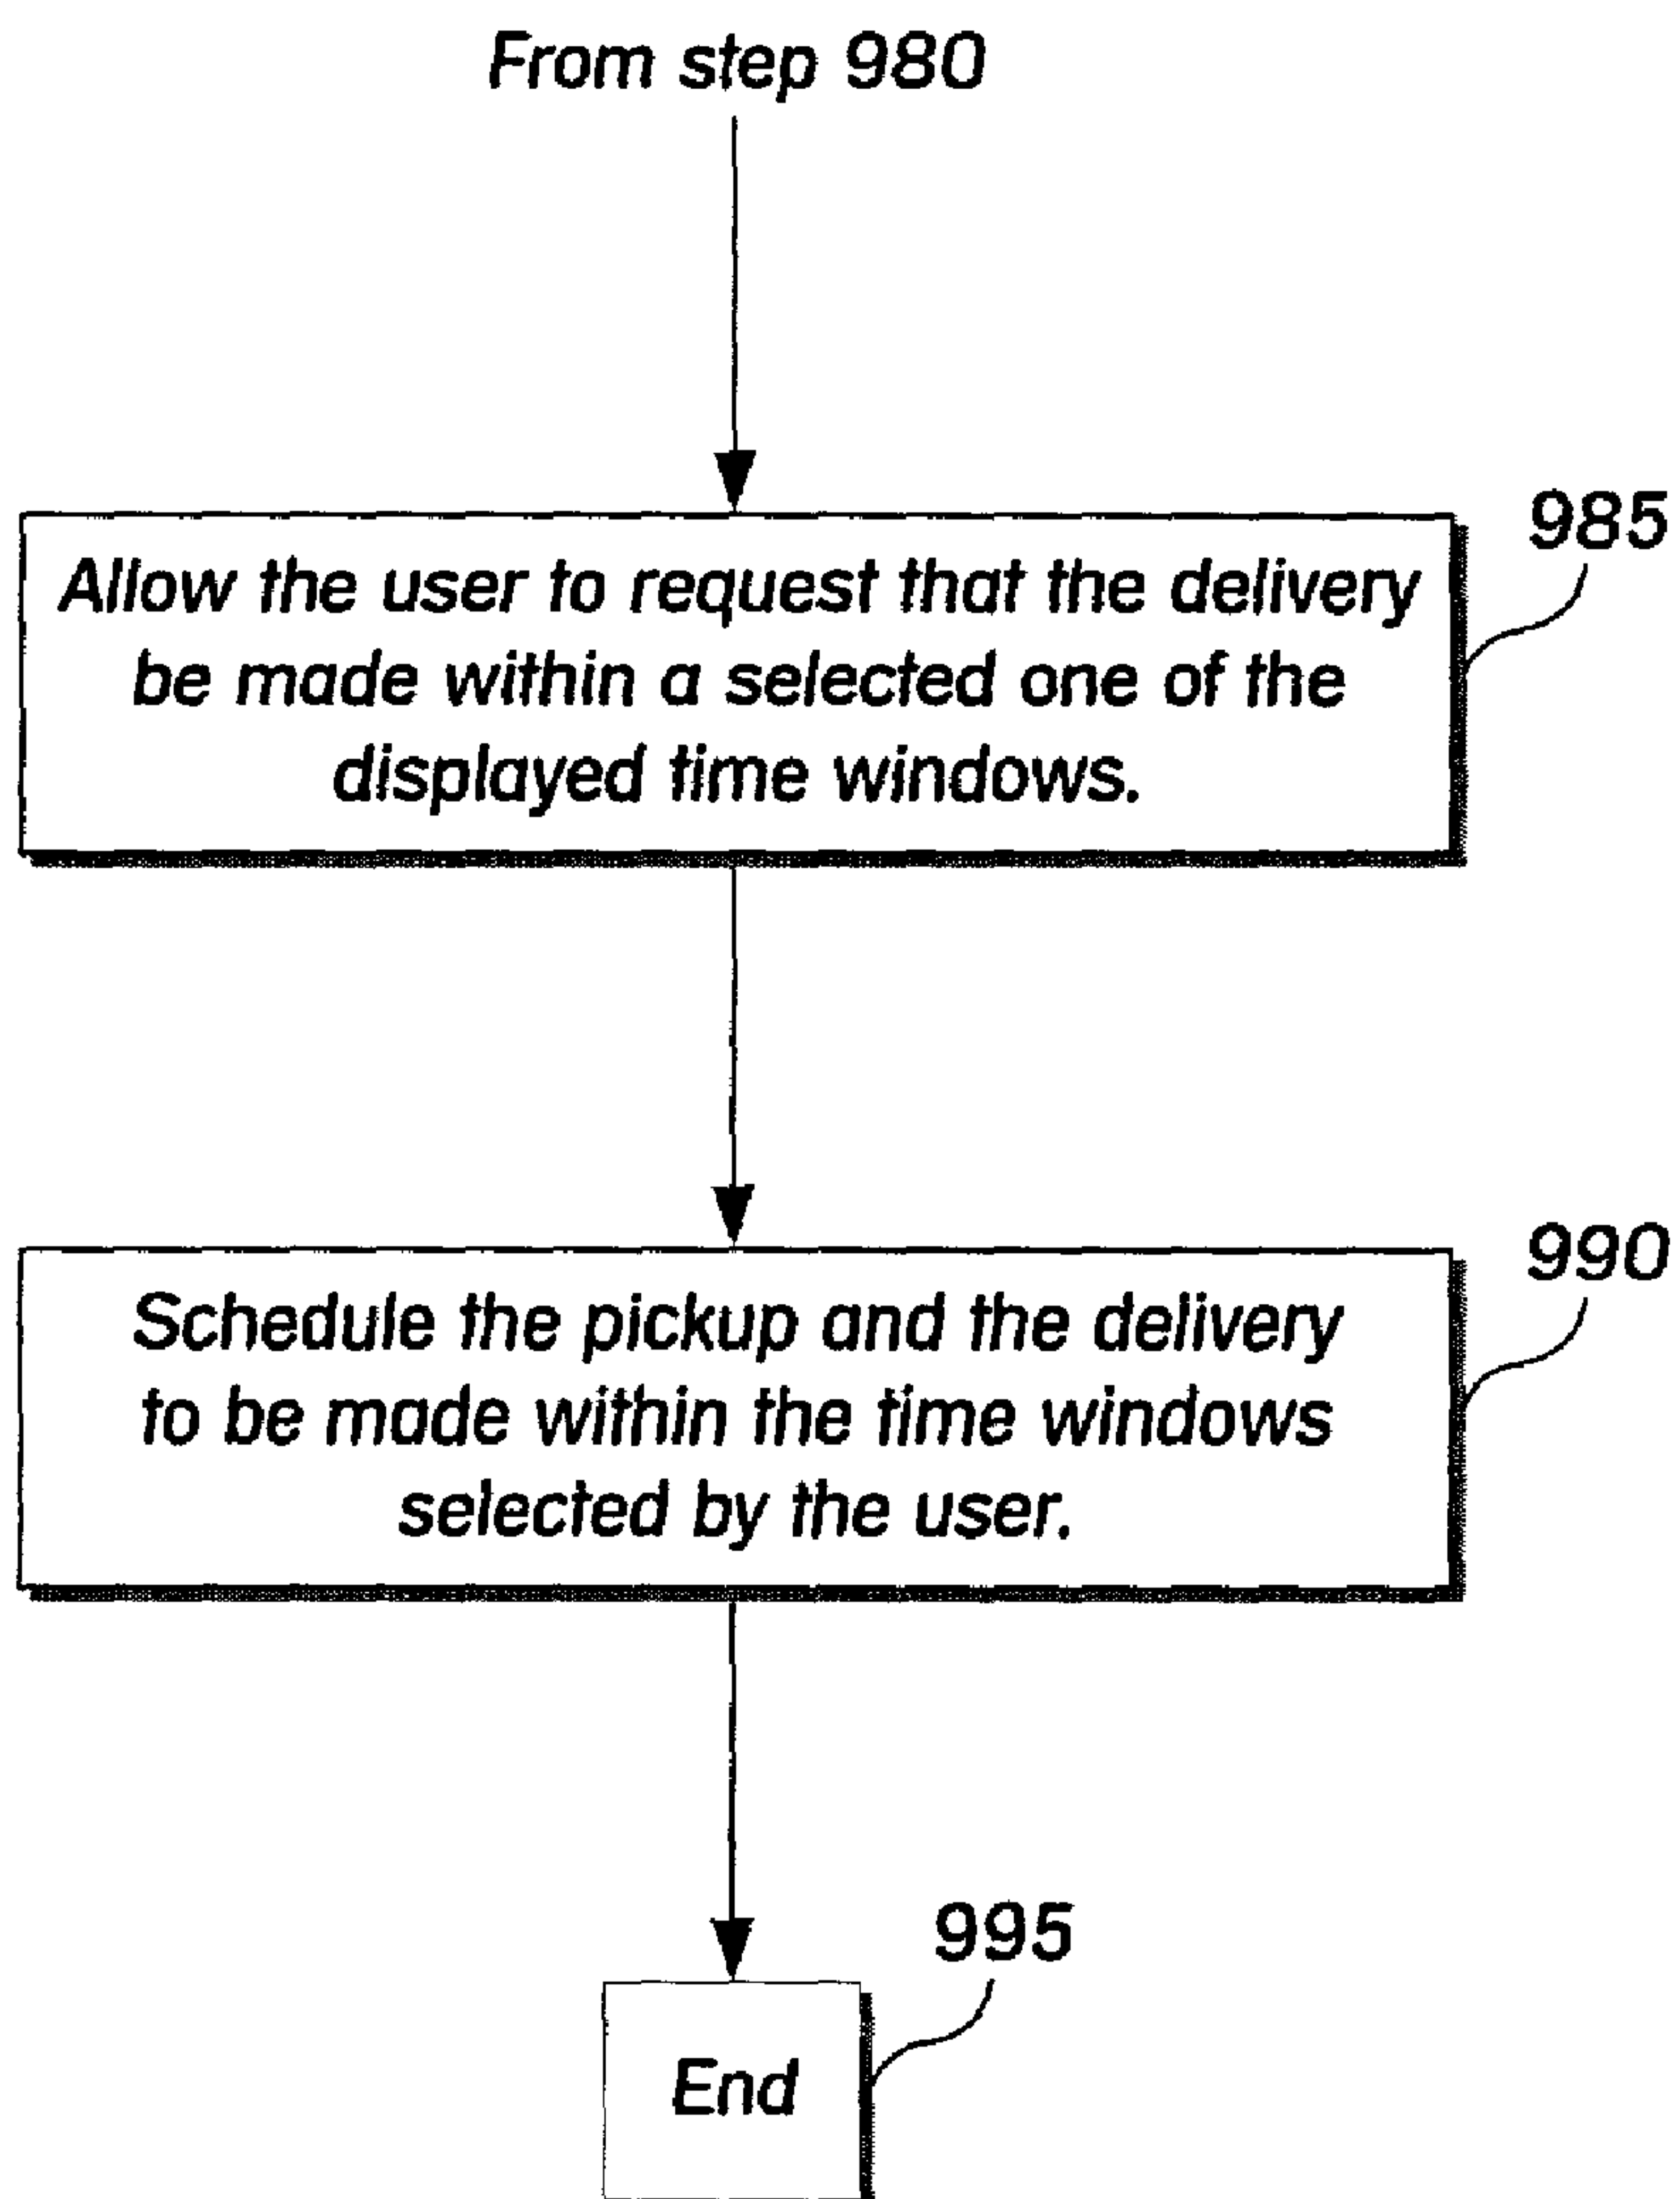 From step 980
985
Allow the user to request that the delivery
be made within a selected one of the
displayed time windows.
990
Schedule the pickup and the delivery
to be made within the time windows
selected by the user.
995
End